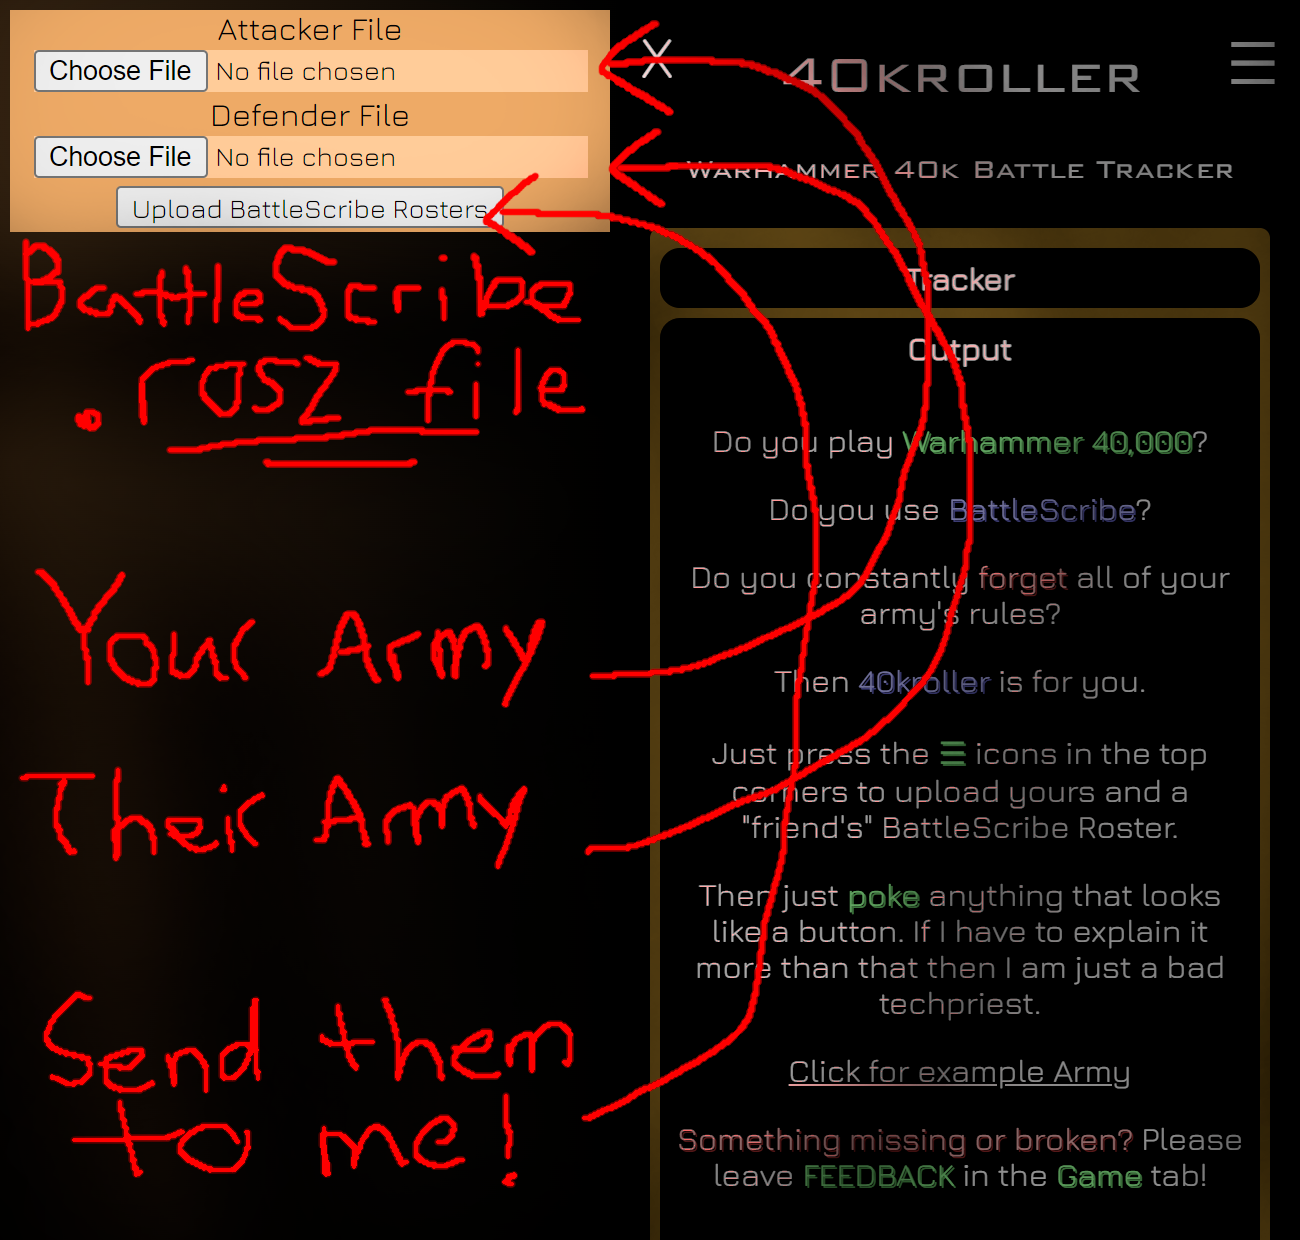 Attacker File
Choose File No file chosen
Defender File
Choose File No file chosen
Upload BattleScribe Rosters
BattleScribe
.rosz file
Your Army
Their Army
Send them
to me!
X
40kroller
Warhammer 40k Battle Tracker
Tracker
Output
Do you play Warhammer 40,000?
Do you use BattleScribe?
Do you constantly forget all of your
army's rules?
Then 40kroller is for you.
Just press the ☰ icons in the top
corners to upload yours and a
"friend's" BattleScribe Roster.
Then just poke anything that looks
like a button. If I have to explain it
more than that then I am just a bad
techpriest.
Click for example Army
Something missing or broken? Please
leave FEEDBACK in the Game tab!